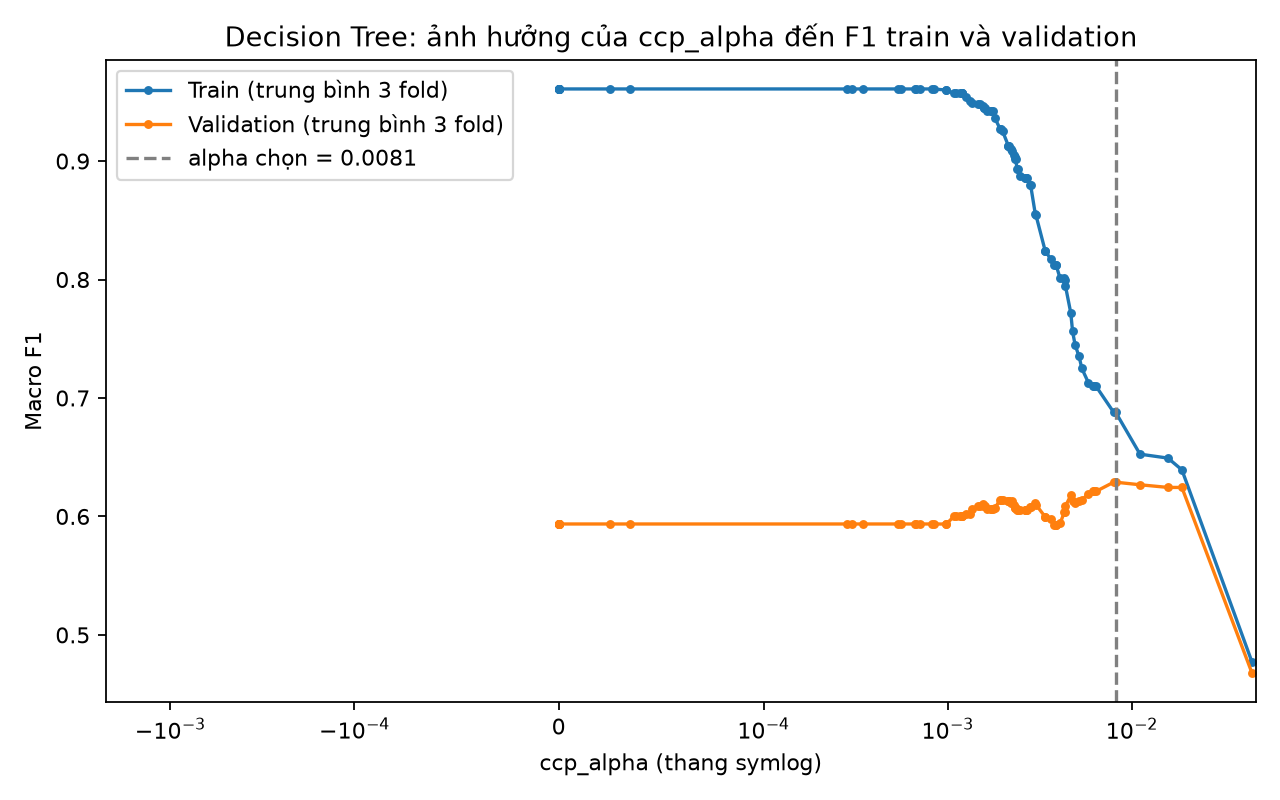 Decision Tree: ảnh hưởng của ccp_alpha đến F1 train và validation
Train (trung bình 3 fold)
Validation (trung bình 3 fold)
alpha chọn = 0.0081
Macro F1
0.9
0.8
0.7
0.6
0.5
−10⁻³
−10⁻⁴
0
10⁻⁴
10⁻³
10⁻²
ccp_alpha (thang symlog)